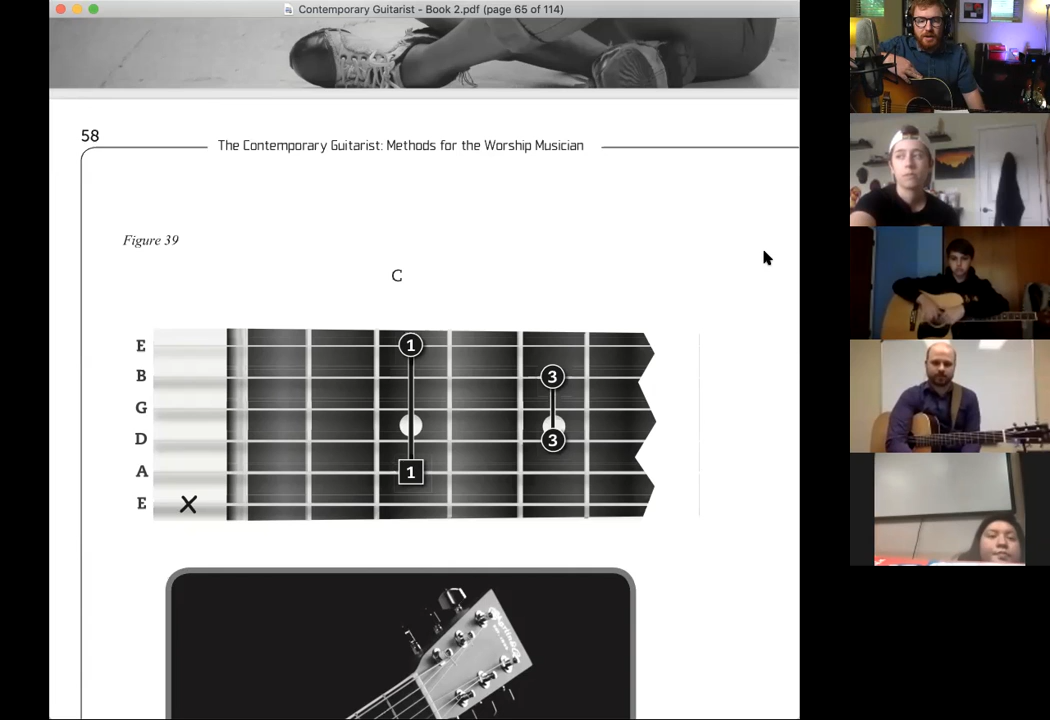 Contemporary Guitarist - Book 2.pdf (page 65 of 114)
58
The Contemporary Guitarist: Methods for the Worship Musician
Figure 39
C
E
1
B
3
G
D
3
A
1
E
X